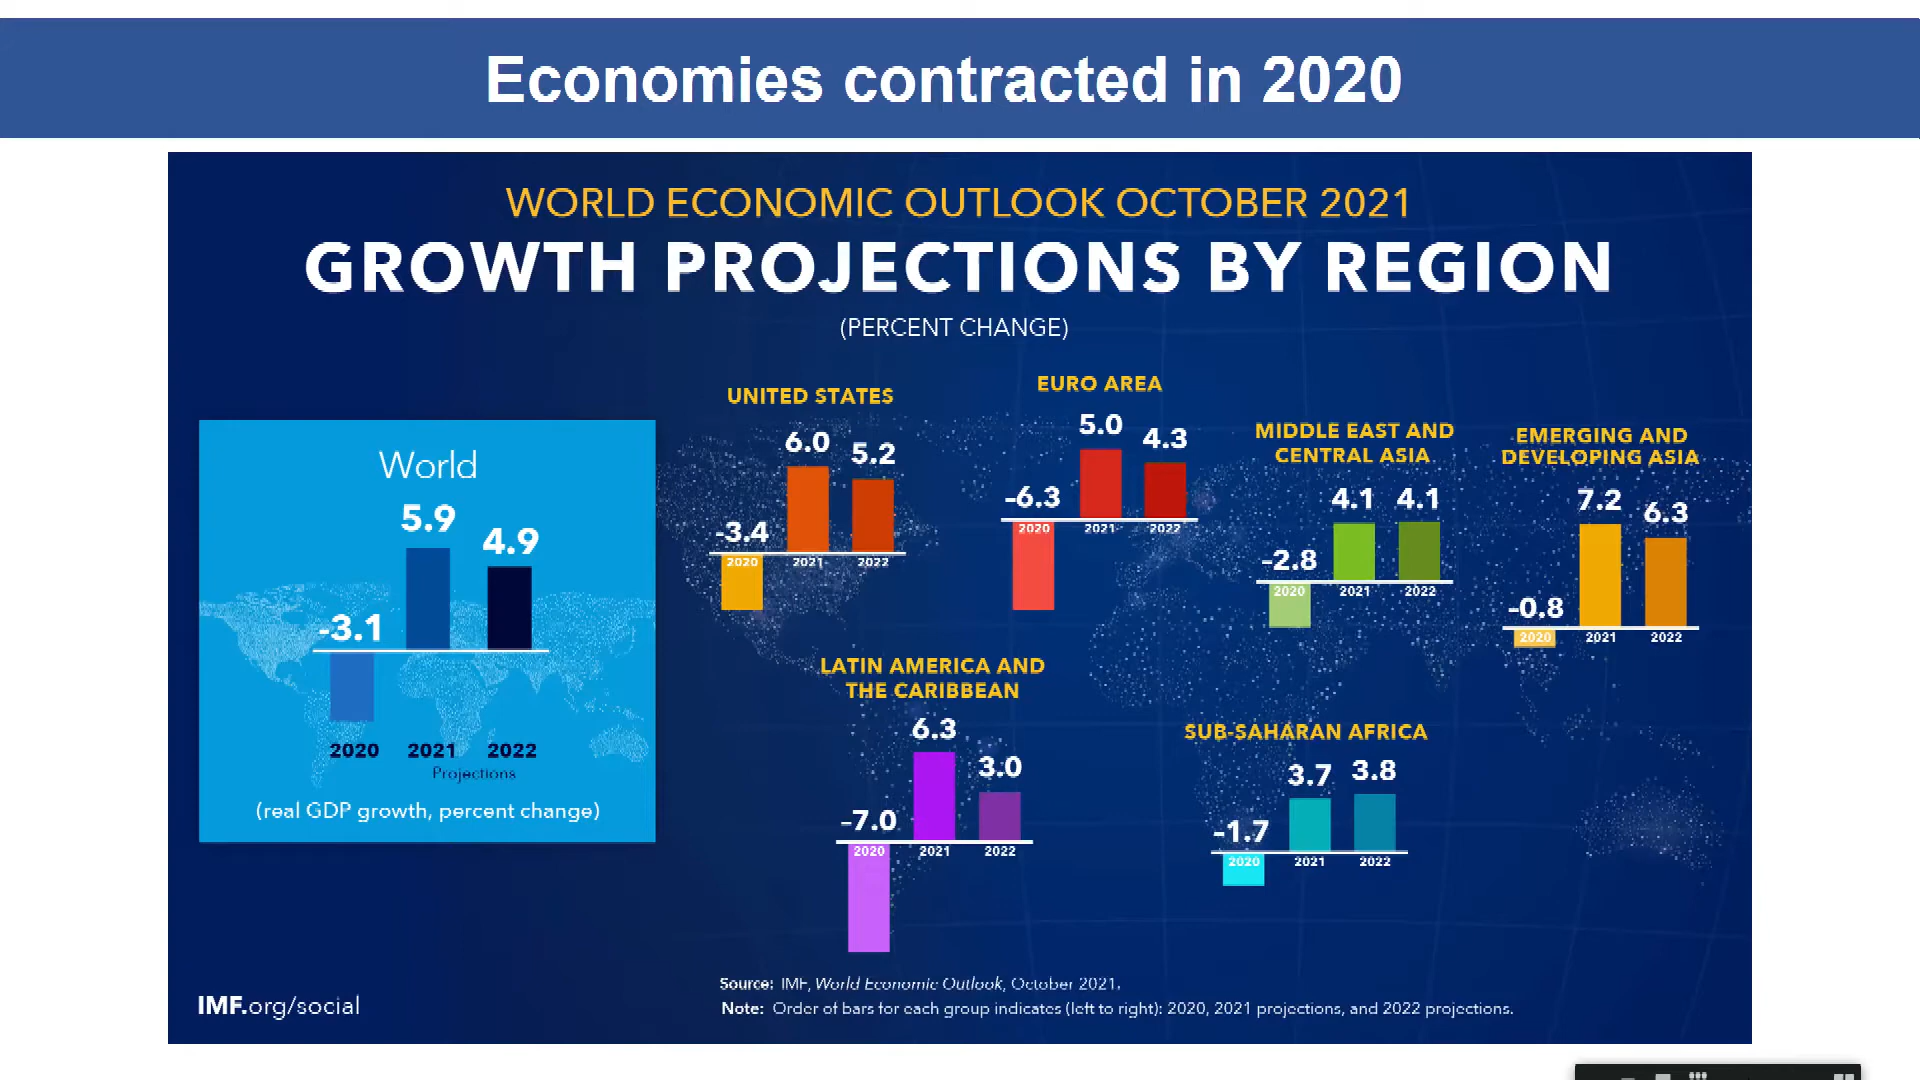 Economies contracted in 2020
WORLD ECONOMIC OUTLOOK OCTOBER 2021
GROWTH PROJECTIONS BY REGION
(PERCENT CHANGE)
World
5.9
4.9
-3.1
2020 2021 2022
Projections
(real GDP growth, percent change)
UNITED STATES
6.0
5.2
-3.4
2020 2021 2022
EURO AREA
5.0
4.3
-6.3
2020 2021 2022
MIDDLE EAST AND
CENTRAL ASIA
4.1 4.1
-2.8
2020 2021 2022
EMERGING AND
DEVELOPING ASIA
7.2
6.3
-0.8
2020 2021 2022
LATIN AMERICA AND
THE CARIBBEAN
6.3
3.0
-7.0
2020 2021 2022
SUB-SAHARAN AFRICA
3.7 3.8
-1.7
2020 2021 2022
IMF.org/social
Source: IMF, World Economic Outlook, October 2021.
Note: Order of bars for each group indicates (left to right): 2020, 2021 projections, and 2022 projections.